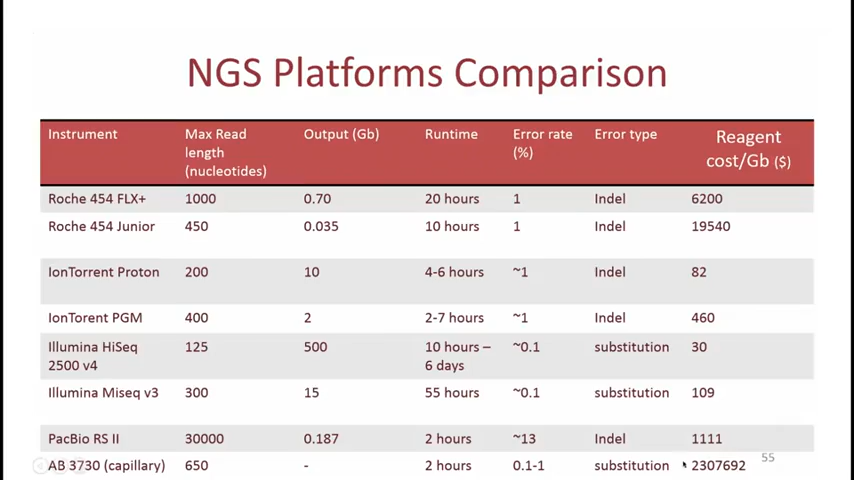 NGS Platforms Comparison
Instrument Max Read length (nucleotides) Output (Gb) Runtime Error rate (%) Error type Reagent cost/Gb ($)
Roche 454 FLX+ 1000 0.70 20 hours 1 Indel 6200
Roche 454 Junior 450 0.035 10 hours 1 Indel 19540
IonTorrent Proton 200 10 4-6 hours ~1 Indel 82
IonTorent PGM 400 2 2-7 hours ~1 Indel 460
Illumina HiSeq 2500 v4 125 500 10 hours – 6 days ~0.1 substitution 30
Illumina Miseq v3 300 15 55 hours ~0.1 substitution 109
PacBio RS II 30000 0.187 2 hours ~13 Indel 1111
AB 3730 (capillary) 650 - 2 hours 0.1-1 substitution 2307692
55